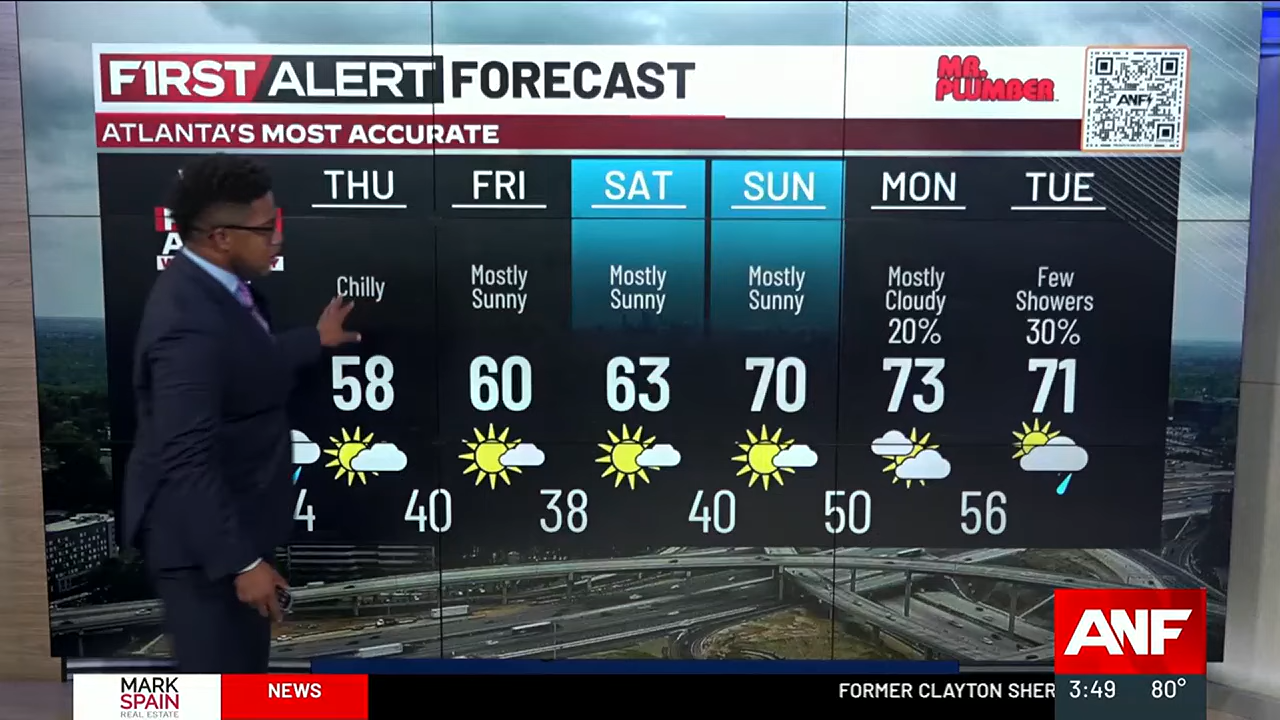 F1RST ALERT FORECAST
MR. PLUMBER
ANF
ATLANTA'S MOST ACCURATE
THU FRI SAT SUN MON TUE
Chilly
Mostly Sunny
Mostly Sunny
Mostly Sunny
Mostly Cloudy 20%
Few Showers 30%
58 60 63 70 73 71
4 40 38 40 50 56
ANF
MARK SPAIN
REAL ESTATE
NEWS
FORMER CLAYTON SHER
3:49 80°